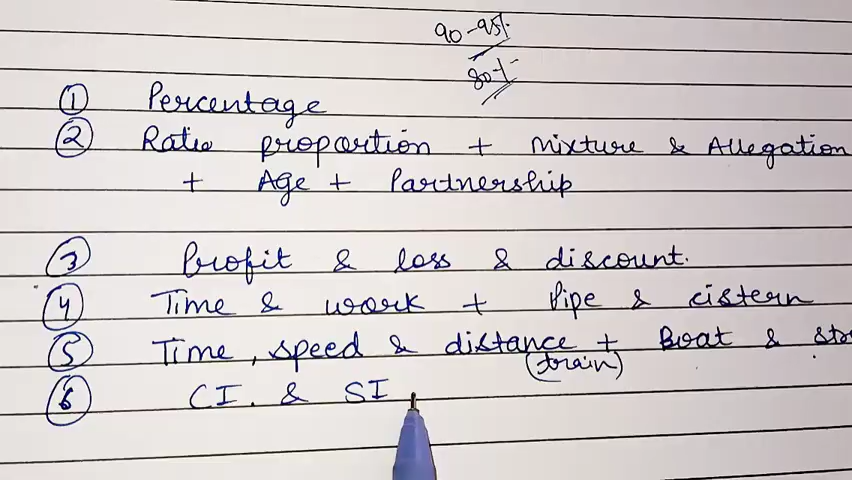 90-95%
80%
① Percentage
② Ratio proportion + Mixture & Allegation
+ Age + Partnership
③ Profit & loss & discount.
④ Time & work + Pipe & cistern
⑤ Time, speed & distance + Boat &
(train)
⑥ CI. & SI